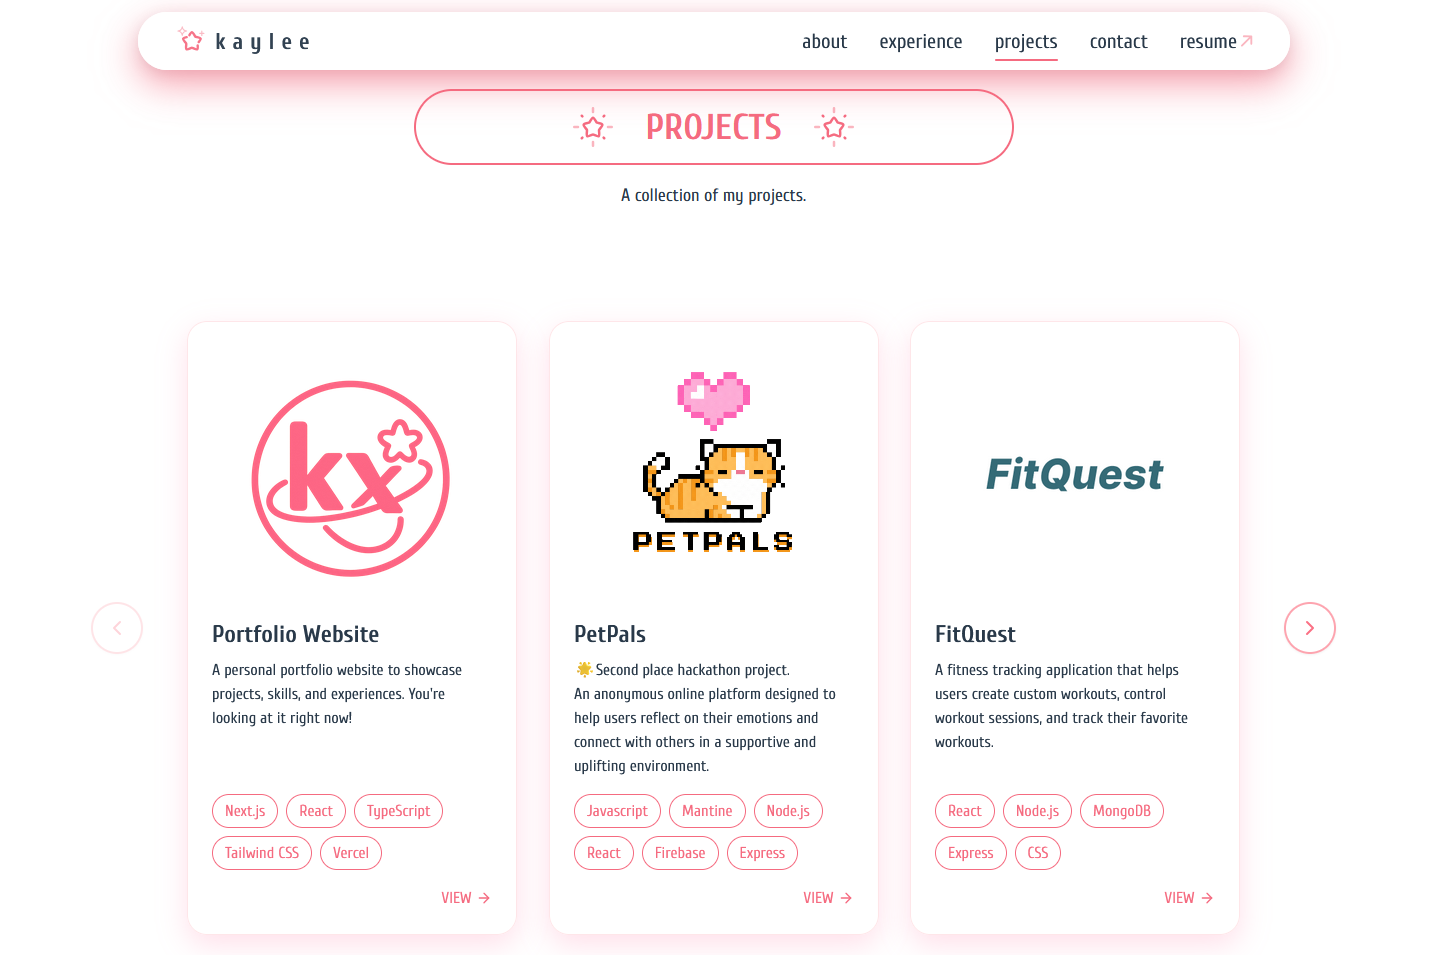 kaylee
about experience projects contact resume
PROJECTS
A collection of my projects.
kx
Portfolio Website
A personal portfolio website to showcase
projects, skills, and experiences. You're
looking at it right now!
Next.js React TypeScript
Tailwind CSS Vercel
VIEW →
PETPALS
PetPals
🌟Second place hackathon project.
An anonymous online platform designed to
help users reflect on their emotions and
connect with others in a supportive and
uplifting environment.
Javascript Mantine Node.js
React Firebase Express
VIEW →
FitQuest
FitQuest
A fitness tracking application that helps
users create custom workouts, control
workout sessions, and track their favorite
workouts.
React Node.js MongoDB
Express CSS
VIEW →